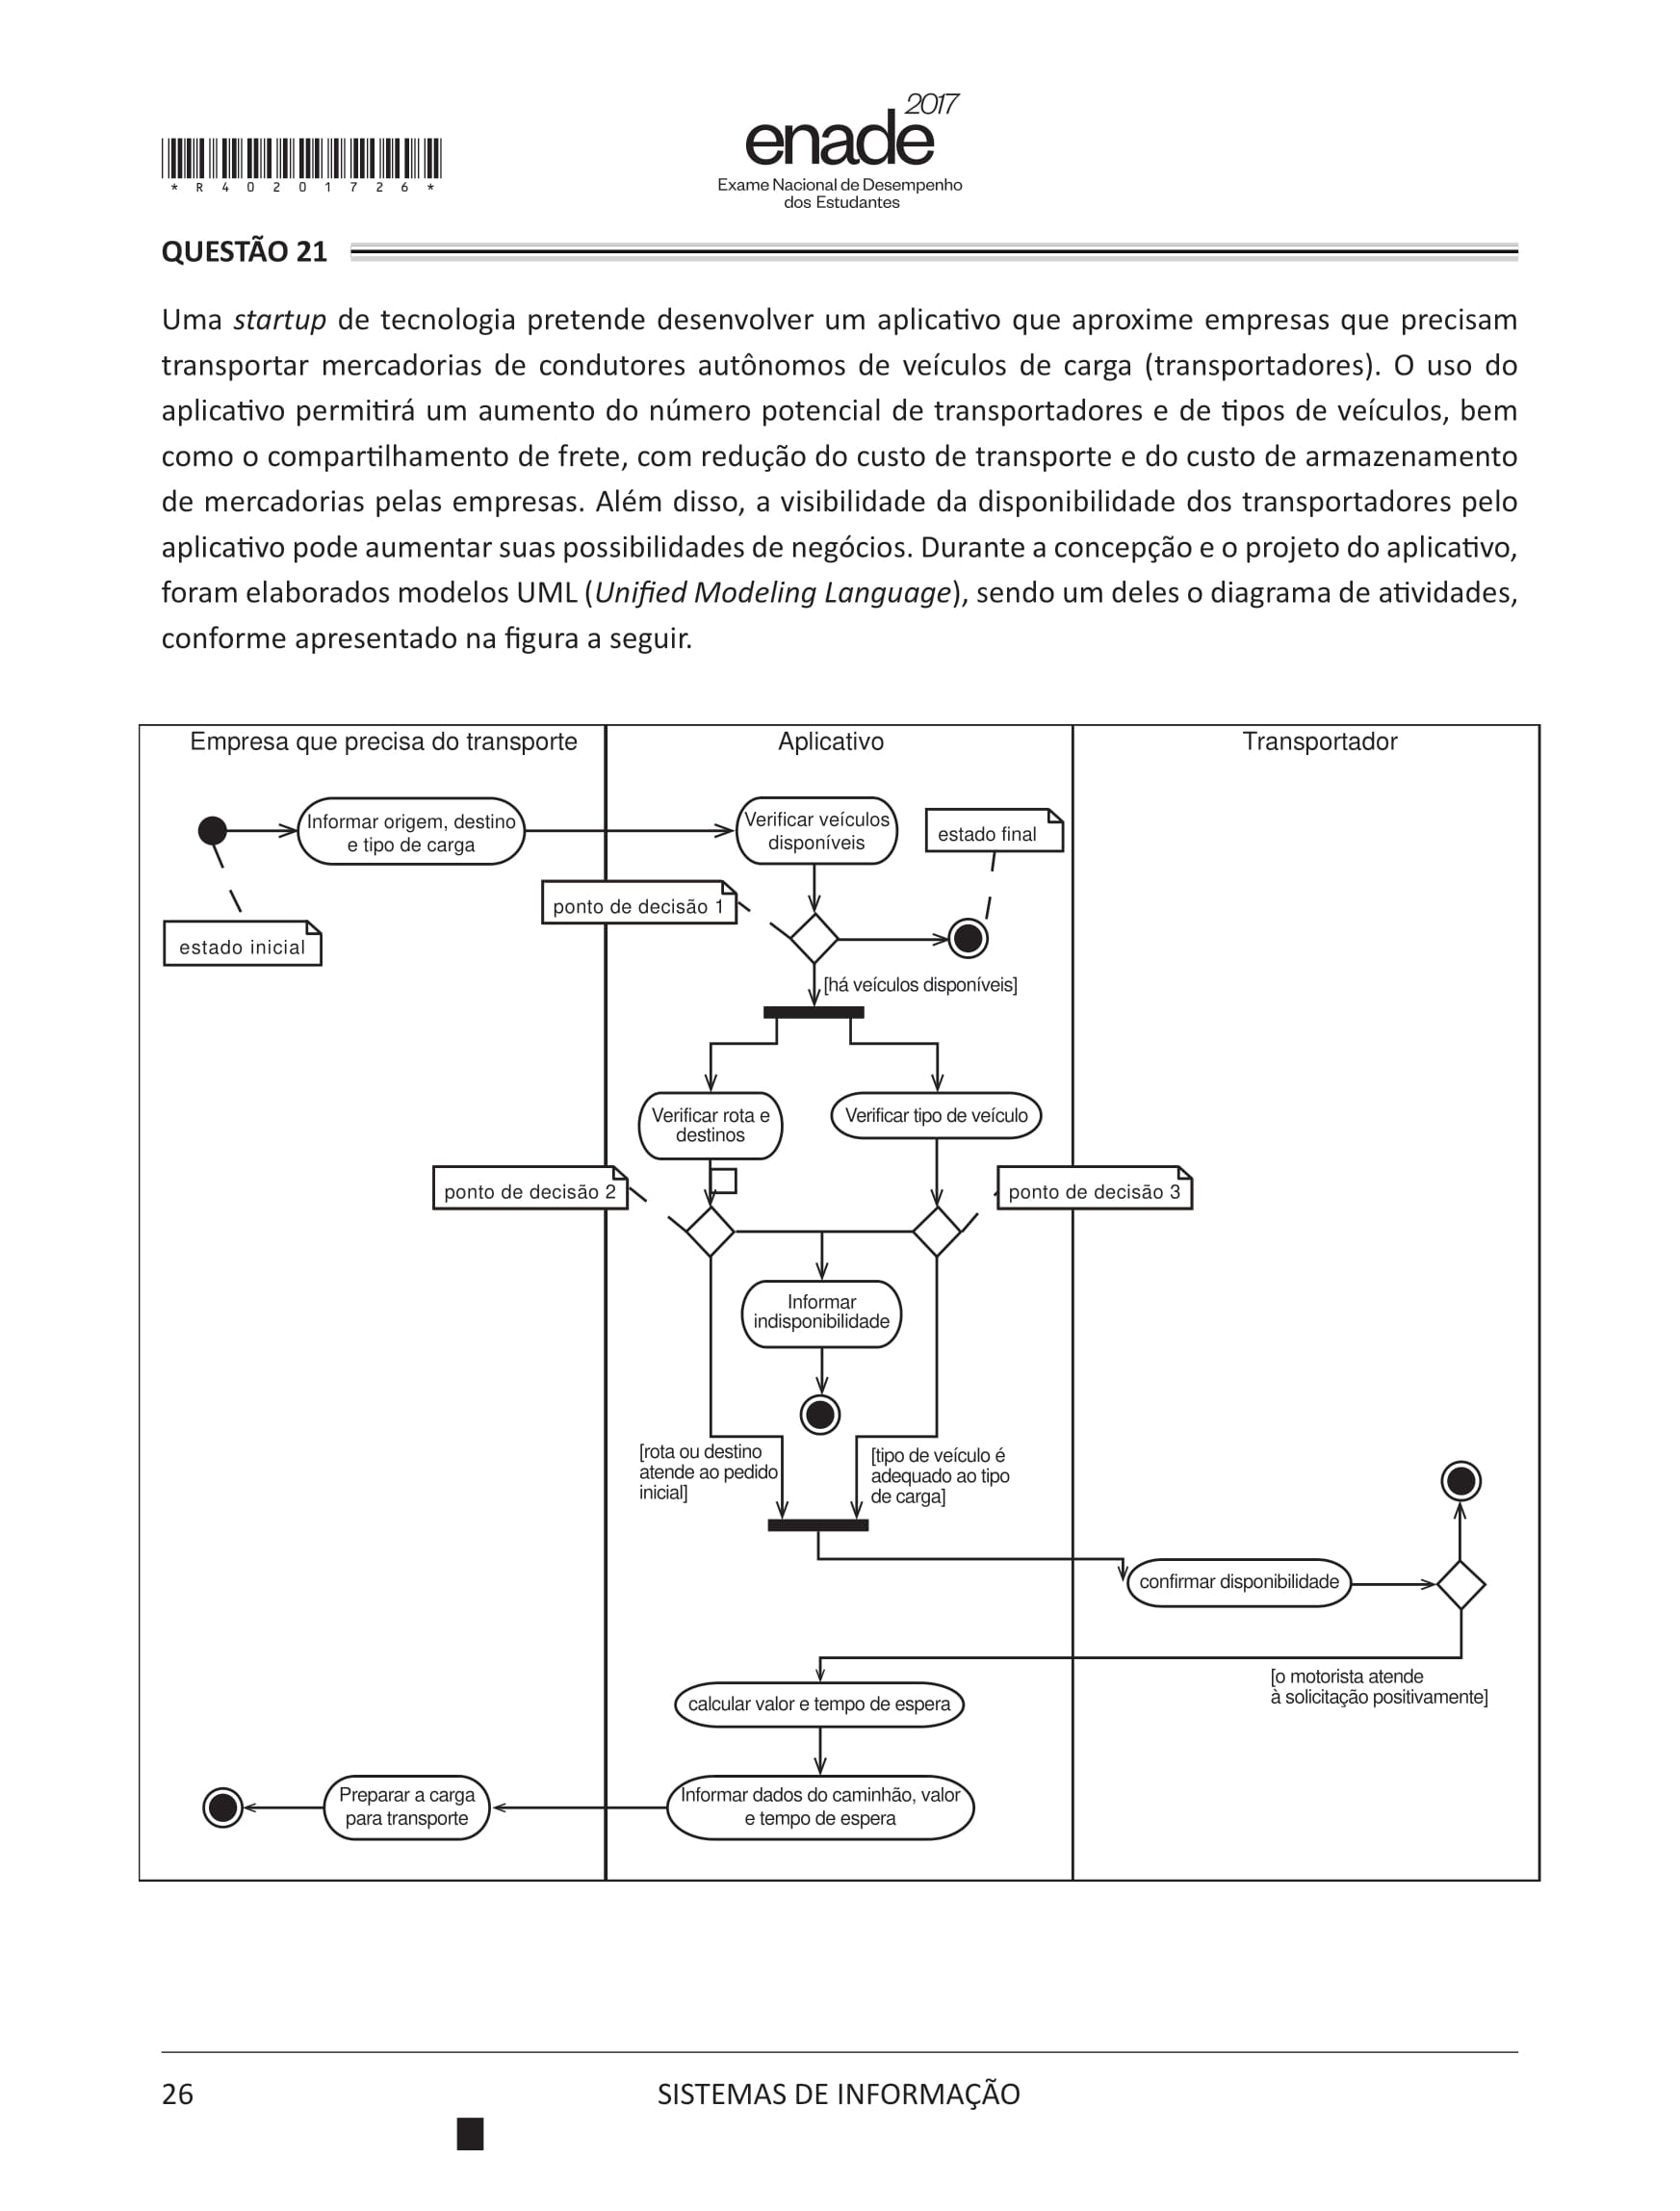 * R 4 0 2 0 1 7 2 6 *
enade 2017
Exame Nacional de Desempenho
dos Estudantes
QUESTÃO 21
Uma startup de tecnologia pretende desenvolver um aplicativo que aproxime empresas que precisam
transportar mercadorias de condutores autônomos de veículos de carga (transportadores). O uso do
aplicativo permitirá um aumento do número potencial de transportadores e de tipos de veículos, bem
como o compartilhamento de frete, com redução do custo de transporte e do custo de armazenamento
de mercadorias pelas empresas. Além disso, a visibilidade da disponibilidade dos transportadores pelo
aplicativo pode aumentar suas possibilidades de negócios. Durante a concepção e o projeto do aplicativo,
foram elaborados modelos UML (Unified Modeling Language), sendo um deles o diagrama de atividades,
conforme apresentado na figura a seguir.
Empresa que precisa do transporte
Aplicativo
Transportador
Informar origem, destino
e tipo de carga
Verificar veículos
disponíveis
estado final
ponto de decisão 1
estado inicial
[há veículos disponíveis]
Verificar rota e
destinos
Verificar tipo de veículo
ponto de decisão 2
ponto de decisão 3
Informar
indisponibilidade
[rota ou destino
atende ao pedido
inicial]
[tipo de veículo é
adequado ao tipo
de carga]
confirmar disponibilidade
[o motorista atende
à solicitação positivamente]
calcular valor e tempo de espera
Informar dados do caminhão, valor
e tempo de espera
Preparar a carga
para transporte
26
SISTEMAS DE INFORMAÇÃO